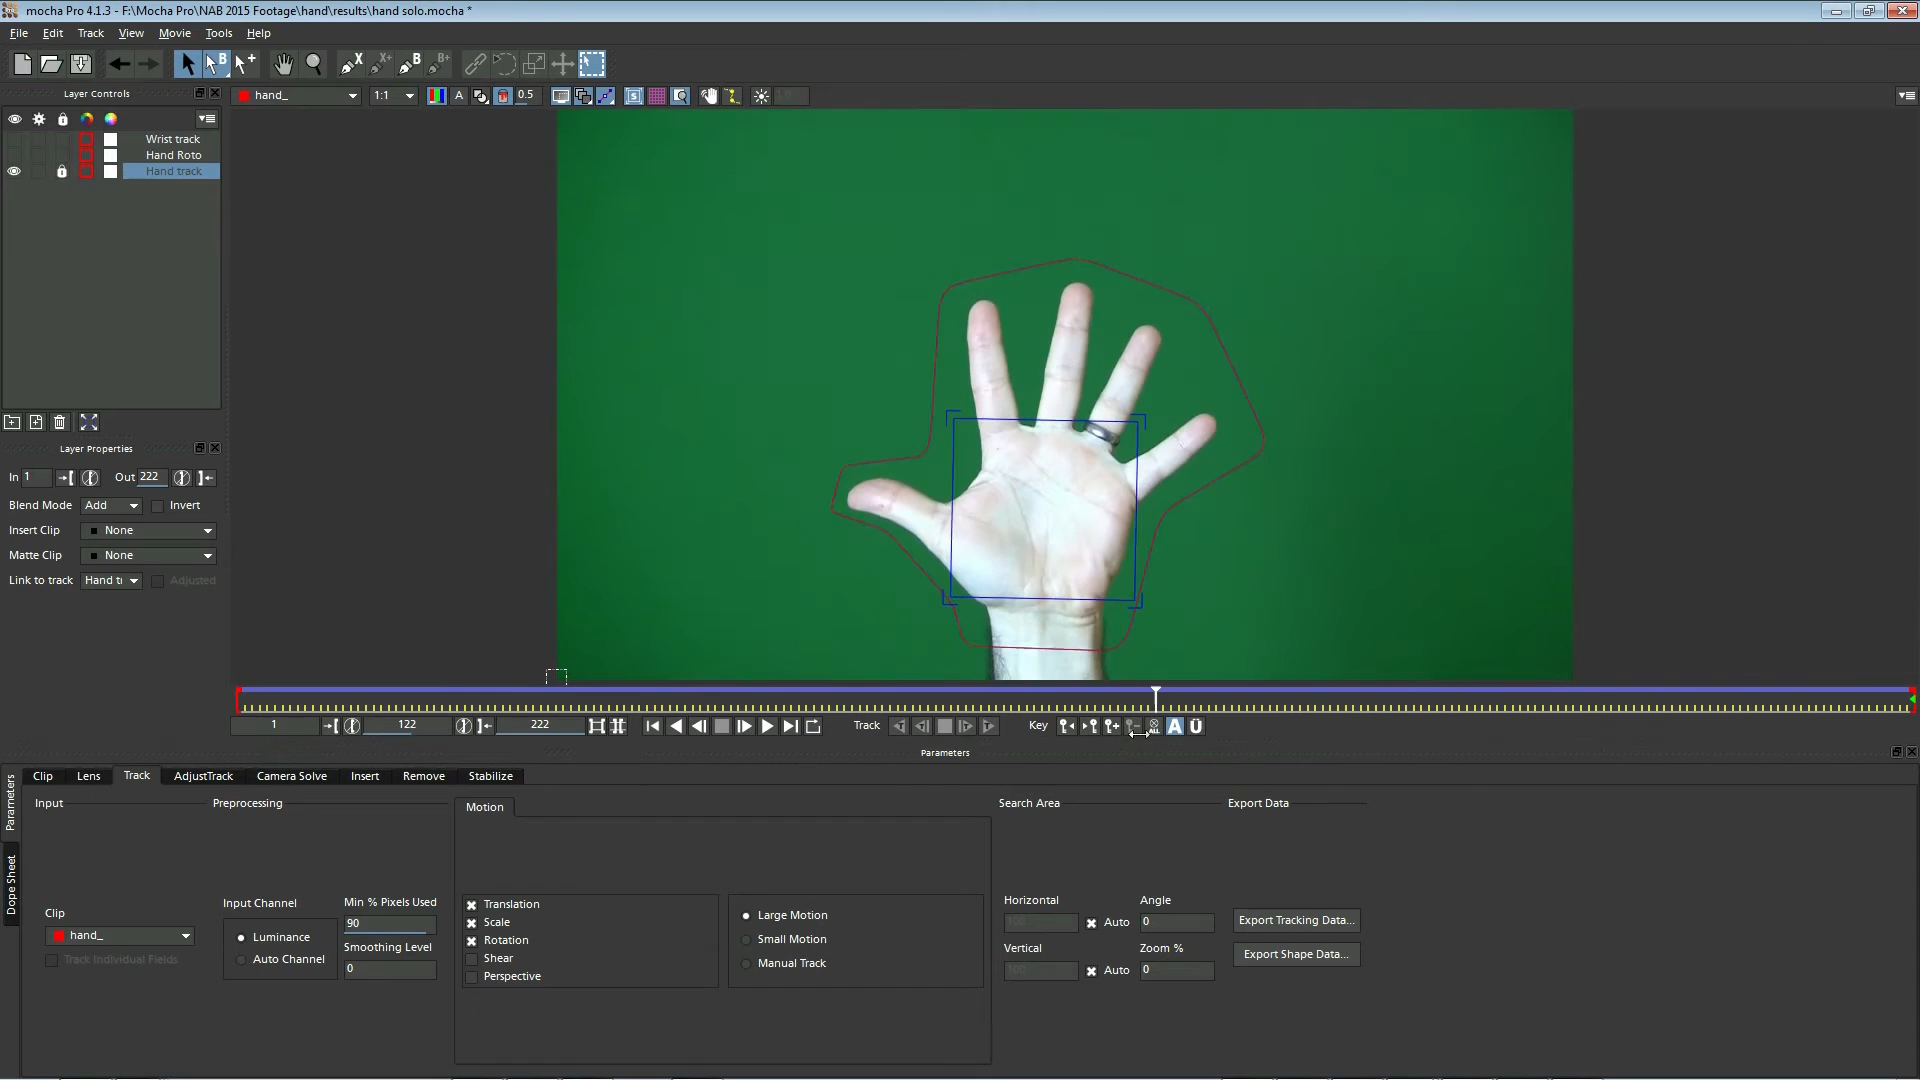 mocha Pro 4.1.3 - F:\Mocha Pro\NAB 2015 Footage\hand\results\hand solo.mocha *
File Edit Track View Movie Tools Help
Layer Controls
hand_ 1:1 A 0.5
Wrist track
Hand Roto
Hand track
Layer Properties
In 1 Out 222
Blend Mode Add Invert
Insert Clip None
Matte Clip None
Link to track Hand t Adjusted
1 122 222 Track Key ALL A Ü
Parameters
Clip Lens Track AdjustTrack Camera Solve Insert Remove Stabilize
Parameters
Dope Sheet
Input Preprocessing Motion Search Area Export Data
Clip
hand_
Track Individual Fields
Input Channel
Luminance
Auto Channel
Min % Pixels Used
90
Smoothing Level
0
Translation
Scale
Rotation
Shear
Perspective
Large Motion
Small Motion
Manual Track
Horizontal Angle
100 Auto 0
Vertical Zoom %
100 Auto 0
Export Tracking Data...
Export Shape Data...